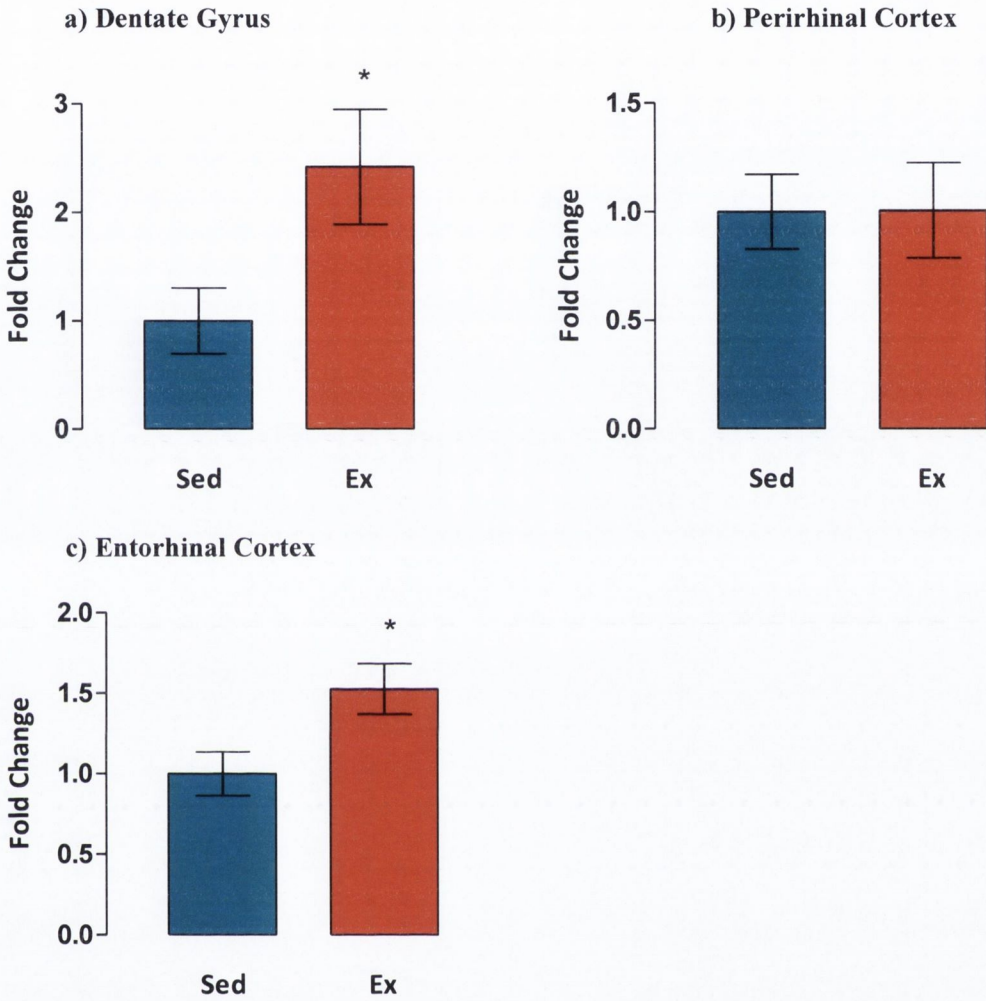 a) Dentate Gyrus
*
3
2
1
0
Fold Change
Sed Ex
b) Perirhinal Cortex
1.5
1.0
0.5
0.0
Fold Change
Sed Ex
c) Entorhinal Cortex
*
2.0
1.5
1.0
0.5
0.0
Fold Change
Sed Ex